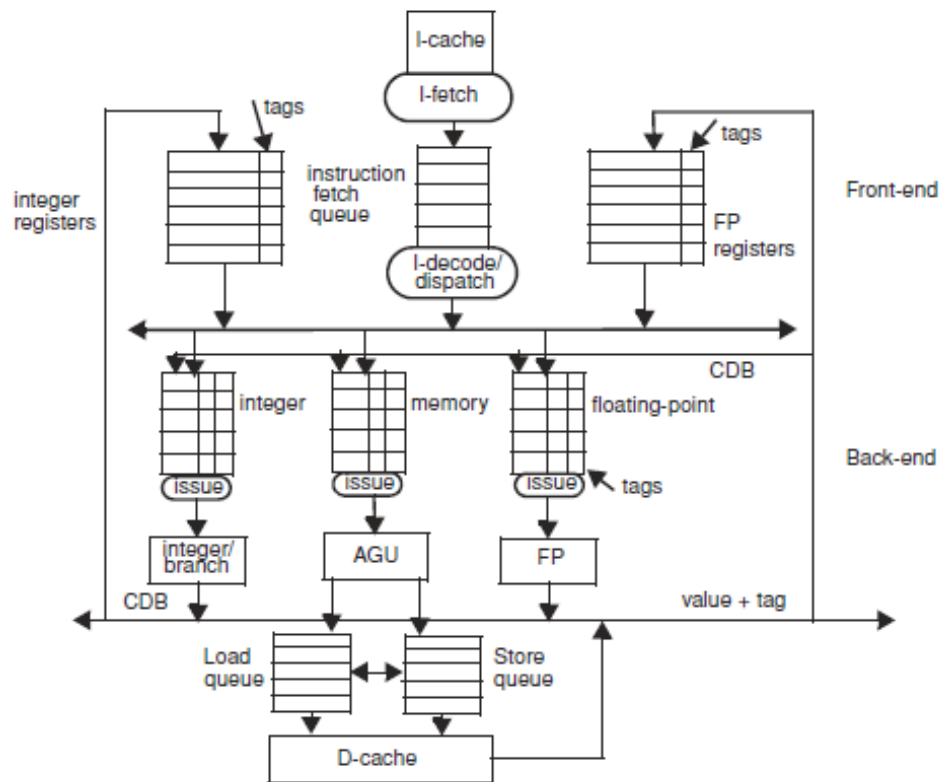 I-cache
I-fetch
tags
tags
integer
registers
instruction
fetch
queue
FP
registers
Front-end
I-decode/
dispatch
CDB
integer
memory
floating-point
Back-end
issue
issue
issue
tags
integer/
branch
AGU
FP
CDB
value + tag
Load
queue
Store
queue
D-cache